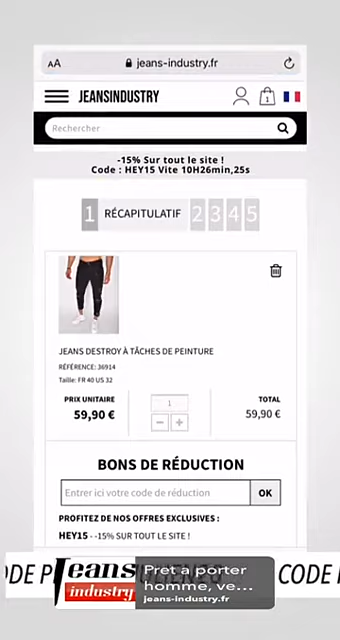 AA jeans-industry.fr
JEANSINDUSTRY
1
Rechercher
-15% Sur tout le site !
Code : HEY15 Vite 10H26min,25s
1 RÉCAPITULATIF 2 3 4 5
JEANS DESTROY À TÂCHES DE PEINTURE
RÉFÉRENCE: 36914
Taille: FR 40 US 32
PRIX UNITAIRE
59,90 €
1
TOTAL
59,90 €
BONS DE RÉDUCTION
Entrer ici votre code de réduction OK
PROFITEZ DE NOS OFFRES EXCLUSIVES :
HEY15 - -15% SUR TOUT LE SITE !
CODE
Jeans
industry
Pret a porter
homme, ve...
jeans-industry.fr